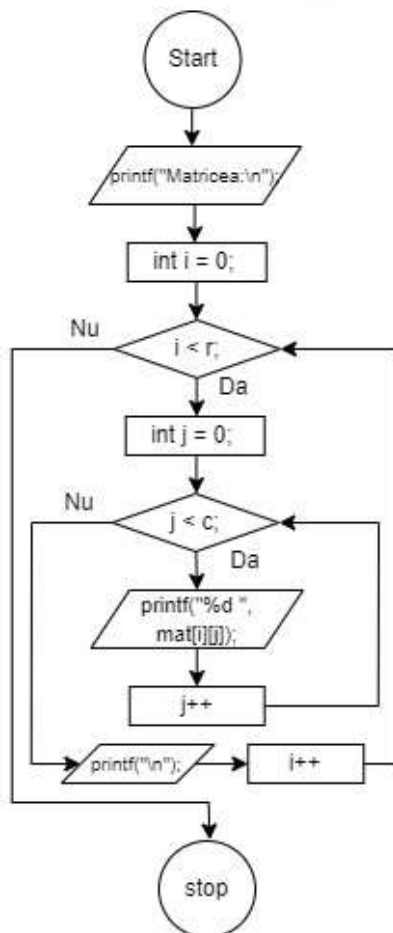 Start
printf("Matricea:\n");
int i = 0;
Nu
i < r;
Da
int j = 0;
Nu
j < c;
Da
printf("%d ",
mat[i][j]);
j++
printf("\n");
i++
stop